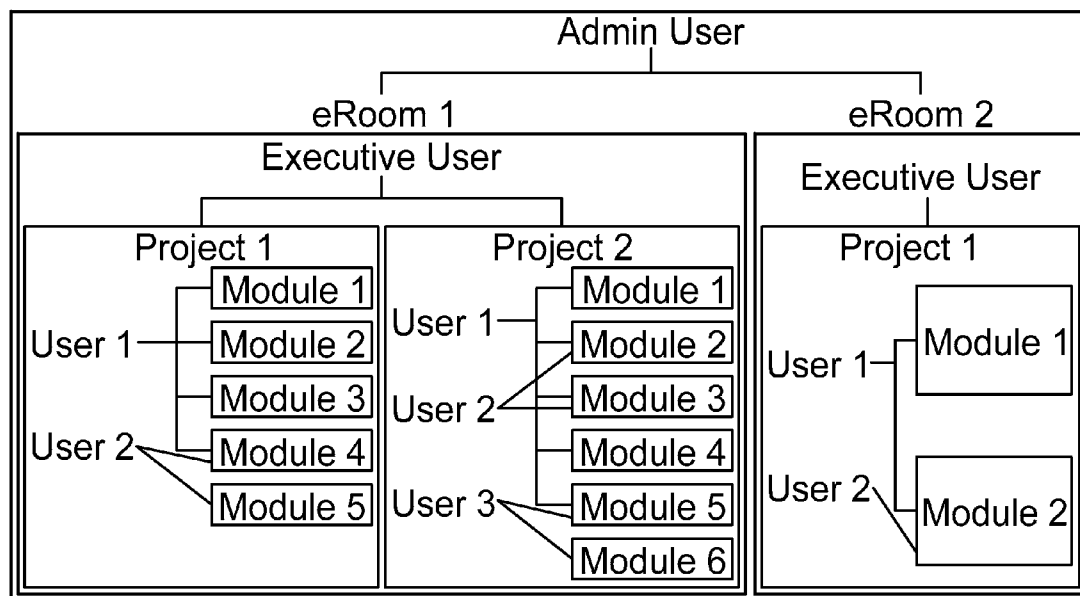 Admin User
eRoom 1
eRoom 2
Executive User
Executive User
Project 1
Module 1
User 1
Module 2
Module 3
User 2
Module 4
Module 5
Project 2
Module 1
User 1
Module 2
User 2
Module 3
Module 4
User 3
Module 5
Module 6
Project 1
Module 1
User 1
User 2
Module 2